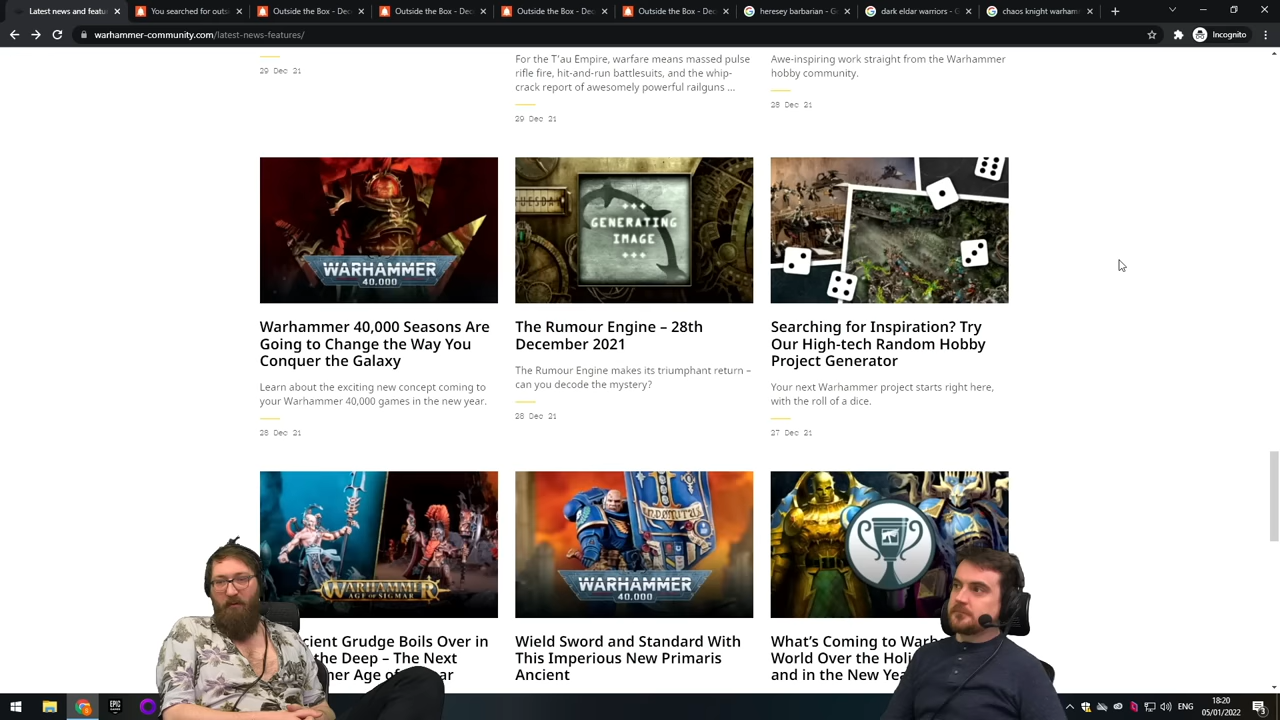 Latest news and features
You searched for outs
Outside the Box – Dec
Outside the Box – Dec
Outside the Box – Dec
Outside the Box – Dec
heresey barbarian - G
dark eldar warriors - G
chaos knight warham
warhammer-community.com/latest-news-features/
Incognito
29 Dec 21
For the T'au Empire, warfare means massed pulse
rifle fire, hit-and-run battlesuits, and the whip-
crack report of awesomely powerful railguns ...
29 Dec 21
Awe-inspiring work straight from the Warhammer
hobby community.
28 Dec 21
WARHAMMER
40,000
TUESDA
GENERATING
IMAGE
Warhammer 40,000 Seasons Are
Going to Change the Way You
Conquer the Galaxy
Learn about the exciting new concept coming to
your Warhammer 40,000 games in the new year.
28 Dec 21
The Rumour Engine – 28th
December 2021
The Rumour Engine makes its triumphant return –
can you decode the mystery?
28 Dec 21
Searching for Inspiration? Try
Our High-tech Random Hobby
Project Generator
Your next Warhammer project starts right here,
with the roll of a dice.
27 Dec 21
WARHAMMER
AGE OF SIGMAR
INDOMITUS
WARHAMMER
40,000
cient Grudge Boils Over in
the Deep – The Next
Wield Sword and Standard With
This Imperious New Primaris
Ancient
What's Coming to Warh
World Over the Holi
and in the New Yea
ENG
18:20
05/01/2022